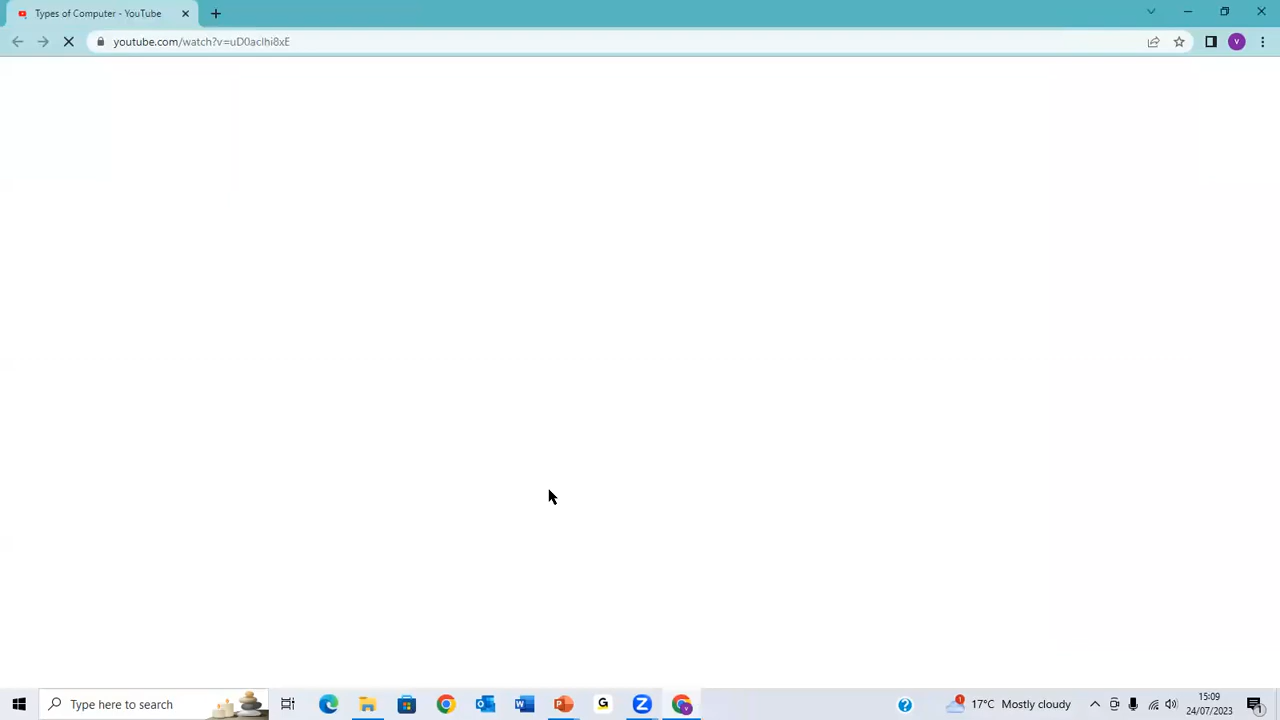 Types of Computer - YouTube
youtube.com/watch?v=uD0aclhi8xE
V
Type here to search
G
17°C Mostly cloudy
15:09
24/07/2023